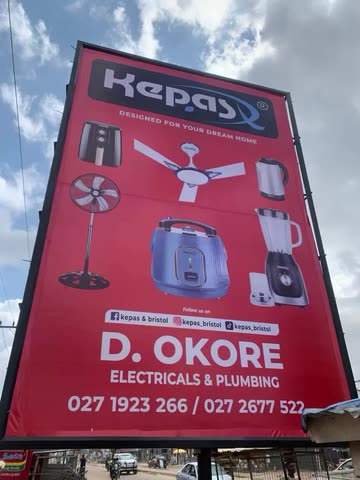 Kepas ®
DESIGNED FOR YOUR DREAM HOME
Follow us on
kepas & bristol kepas_bristol kepas_bristol
D. OKORE
ELECTRICALS & PLUMBING
027 1923 266 / 027 2677 522